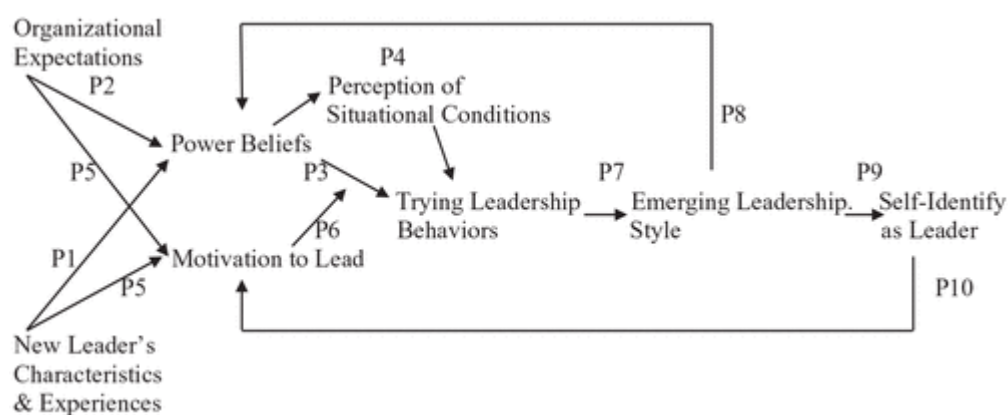 Organizational
Expectations
P2
P4
Perception of
Situational Conditions
P8
Power Beliefs
P5
P3
P7
P9
Trying Leadership
Behaviors
Emerging Leadership.
Style
Self-Identify
as Leader
P6
P1
Motivation to Lead
P5
P10
New Leader’s
Characteristics
& Experiences